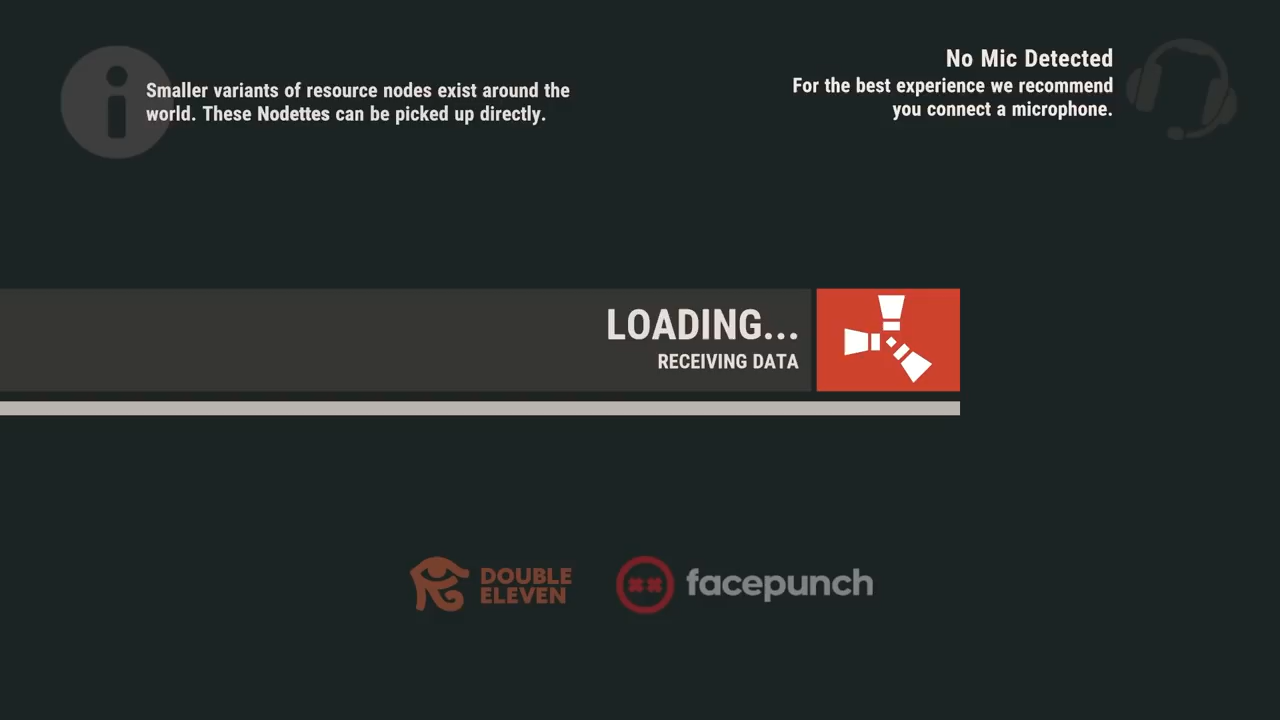 Smaller variants of resource nodes exist around the
world. These Nodettes can be picked up directly.
No Mic Detected
For the best experience we recommend
you connect a microphone.
LOADING...
RECEIVING DATA
DOUBLE
ELEVEN
facepunch